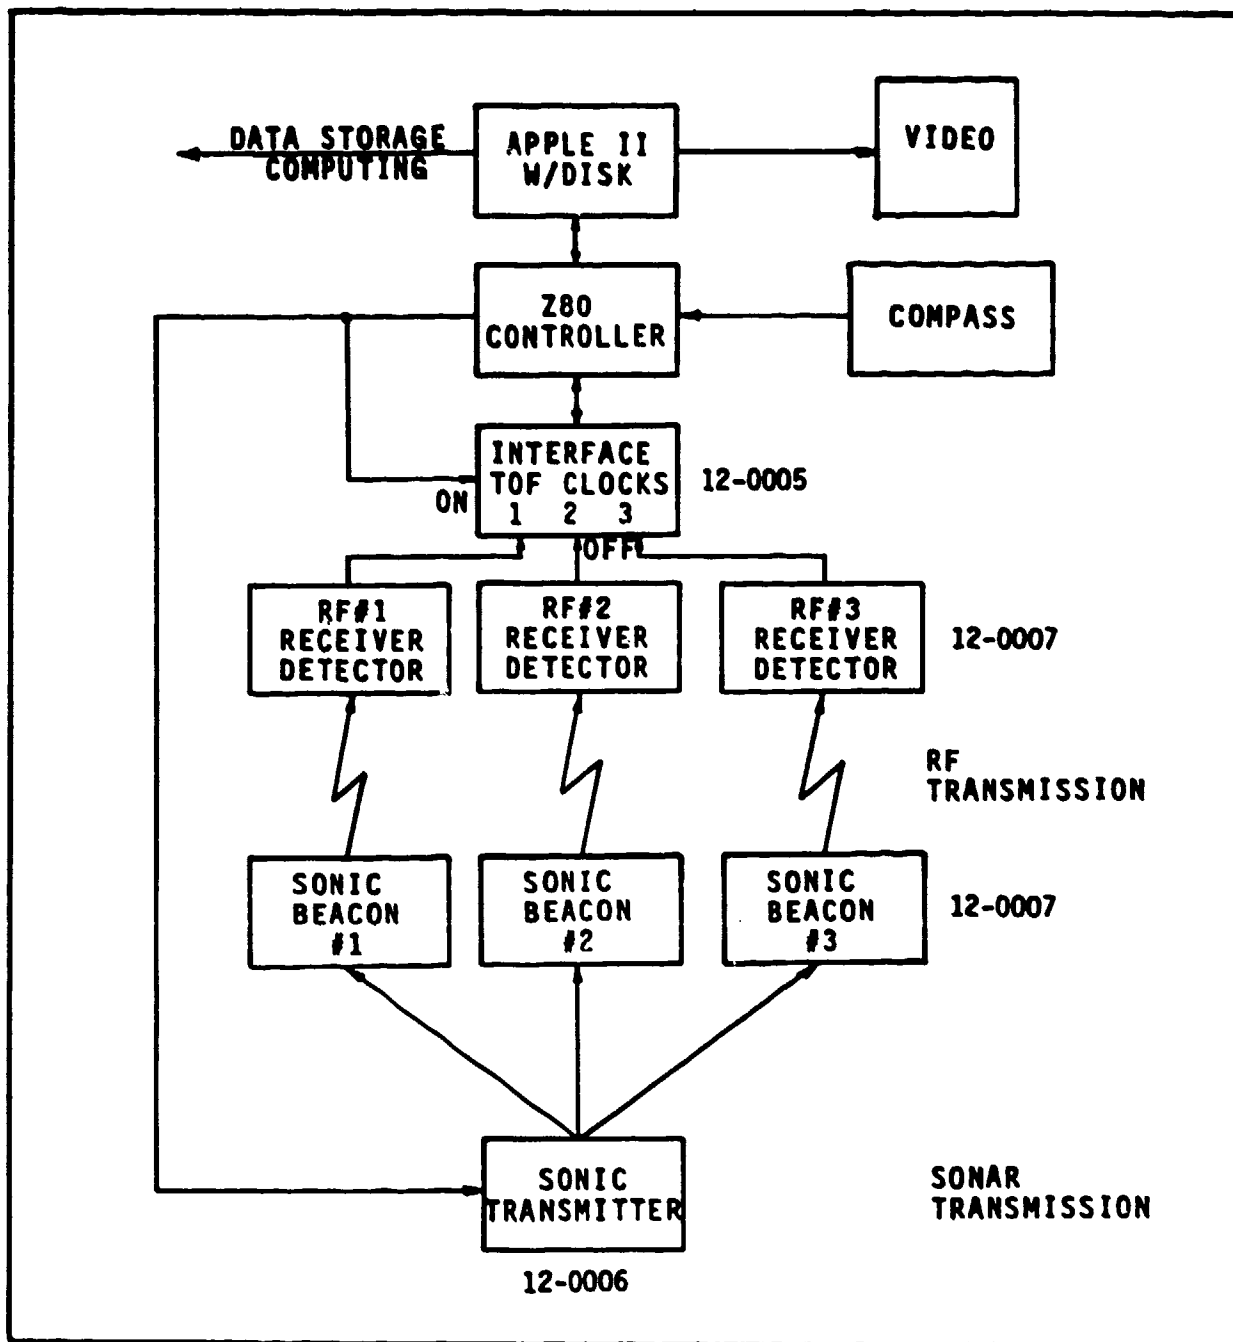 DATA STORAGE
COMPUTING
APPLE II
W/DISK
VIDEO
Z80
CONTROLLER
COMPASS
INTERFACE
TOF CLOCKS
1 2 3
12-0005
ON
OFF
RF#1
RECEIVER
DETECTOR
RF#2
RECEIVER
DETECTOR
RF#3
RECEIVER
DETECTOR
12-0007
RF
TRANSMISSION
SONIC
BEACON
#1
SONIC
BEACON
#2
SONIC
BEACON
#3
12-0007
SONIC
TRANSMITTER
12-0006
SONAR
TRANSMISSION